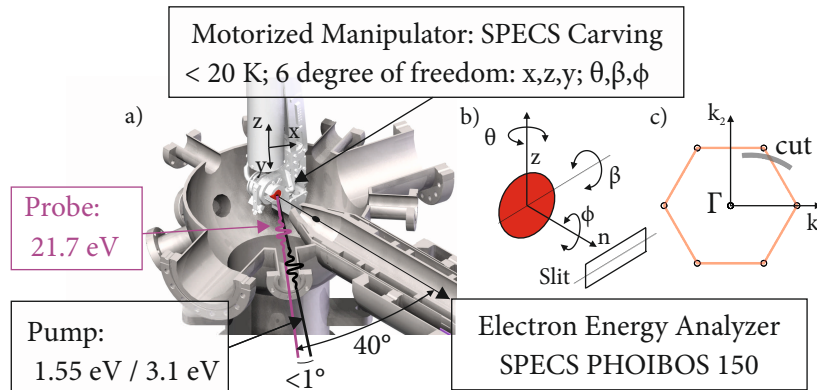 Motorized Manipulator: SPECS Carving
< 20 K; 6 degree of freedom: x,z,y; θ,β,ϕ
a)
z
x
y
b)
θ
z
β
ϕ
n
Slit
c)
k₂
cut
Γ
k
Probe:
21.7 eV
Pump:
1.55 eV / 3.1 eV
40°
<1°
Electron Energy Analyzer
SPECS PHOIBOS 150